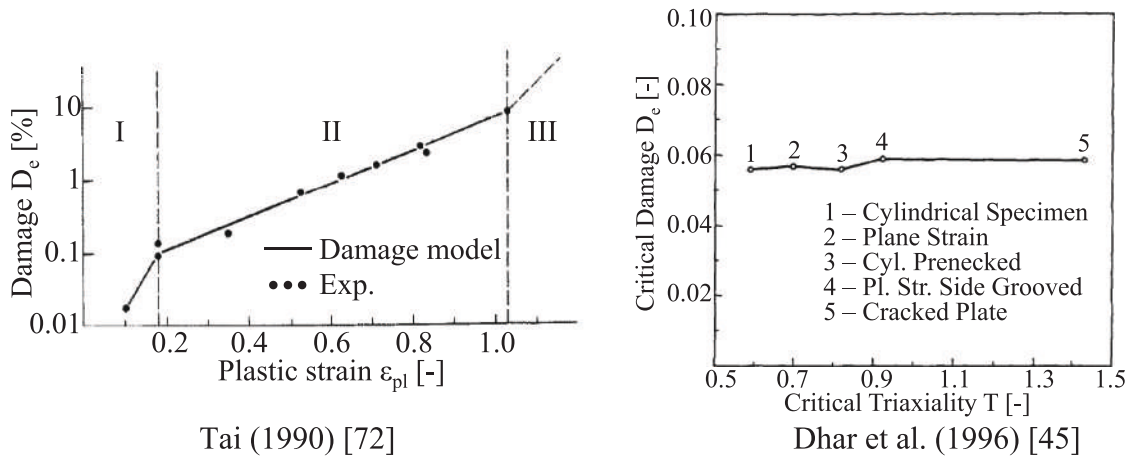 Damage D_e [%]
10
1
0.1
0.01
I
II
III
Damage model
Exp.
0.2
0.4
0.6
0.8
1.0
Plastic strain ε_pl [-]
Tai (1990) [72]
Critical Damage D_e [-]
0.10
0.08
0.06
0.04
0.02
1
2
3
4
5
1 – Cylindrical Specimen
2 – Plane Strain
3 – Cyl. Prenecked
4 – Pl. Str. Side Grooved
5 – Cracked Plate
0.5
0.7
0.9
1.1
1.3
1.5
Critical Triaxiality T [-]
Dhar et al. (1996) [45]